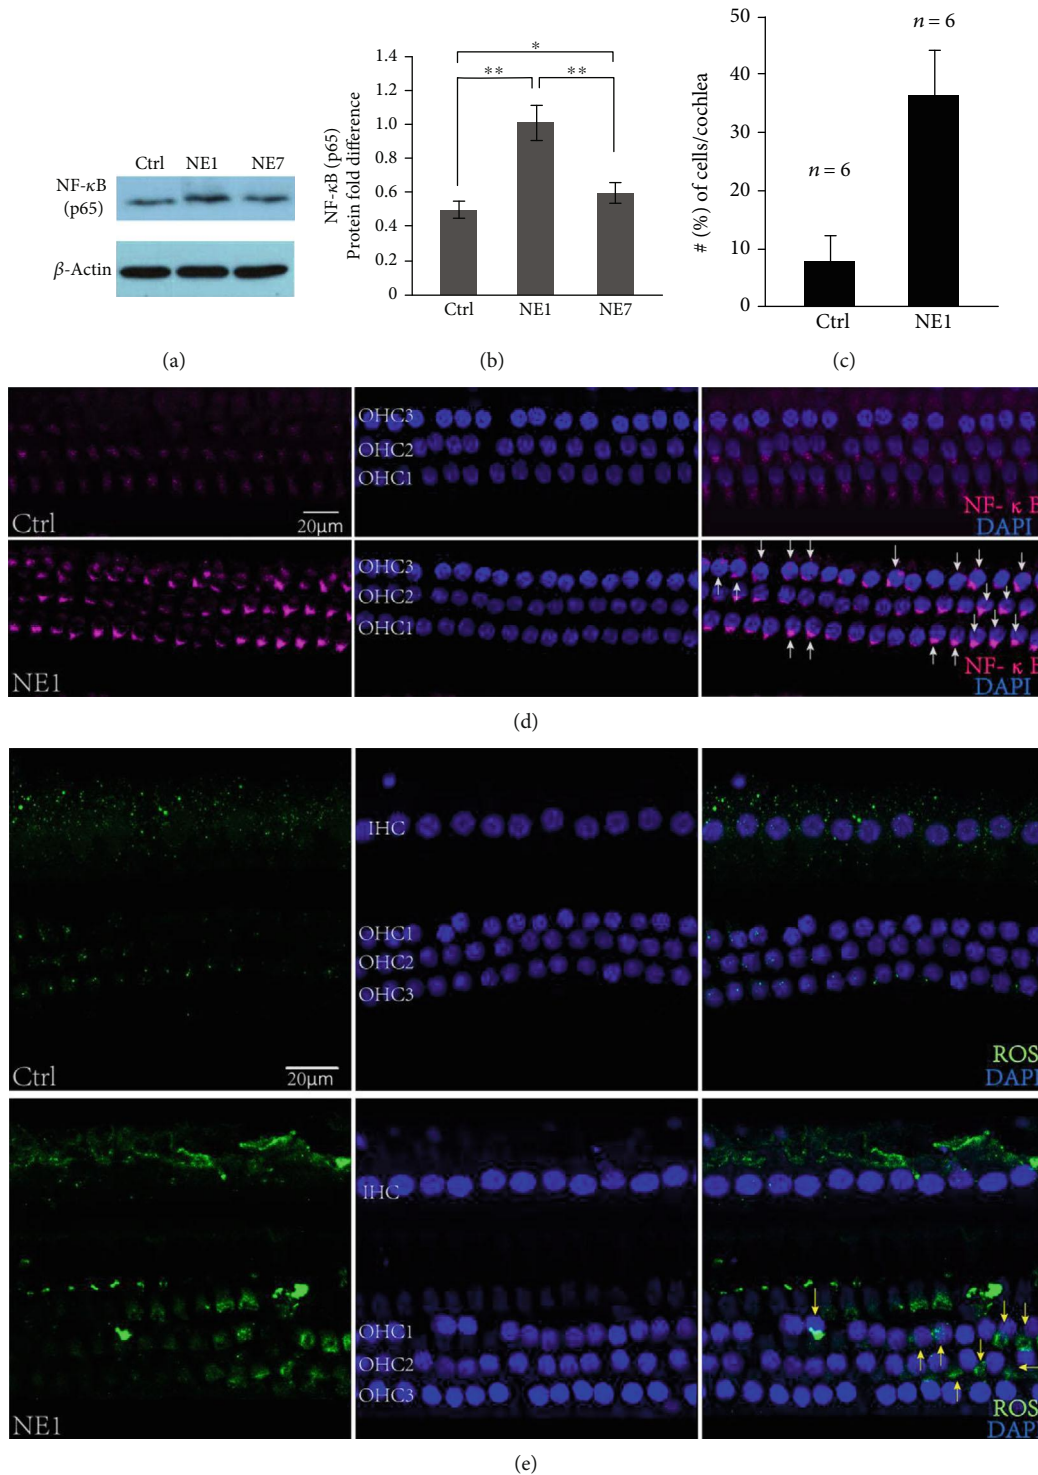 Ctrl NE1 NE7
NF-κB
(p65)
β-Actin
(a)
NF-κB (p65)
Protein fold difference
1.4
1.2
1.0
0.8
0.6
0.4
0.2
0
*
** **
Ctrl NE1 NE7
(b)
# (%) of cells/cochlea
50
40
30
20
10
0
n = 6
n = 6
Ctrl NE1
(c)
Ctrl
20μm
OHC3
OHC2
OHC1
NF- κ B
DAPI
NE1
OHC3
OHC2
OHC1
NF- κ B
DAPI
(d)
Ctrl
20μm
IHC
OHC1
OHC2
OHC3
ROS
DAPI
NE1
IHC
OHC1
OHC2
OHC3
ROS
DAPI
(e)